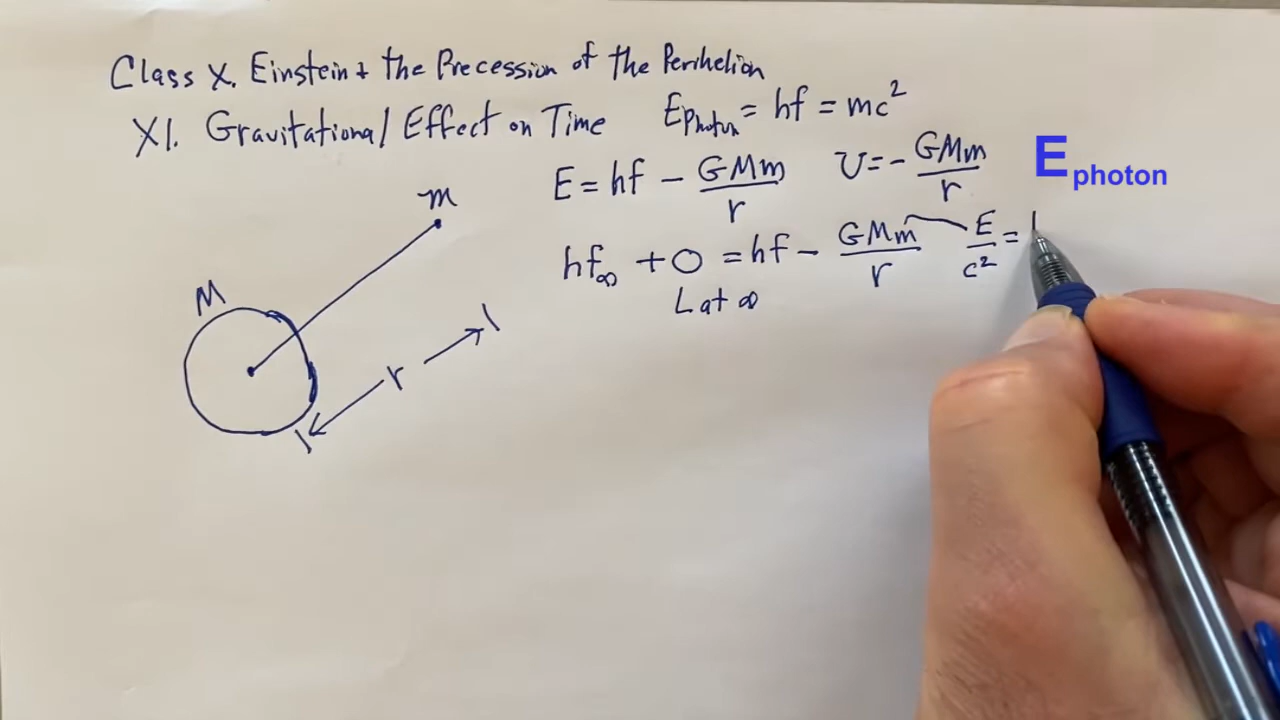 Class X. Einstein + the Precession of the Perihelion
XI. Gravitational Effect on Time E_Photon = hf = mc²
E = hf - GMm/r U = - GMm/r
E_photon
hf_∞ + O = hf - GMm/r E/c² =
L at ∞
m
M
r